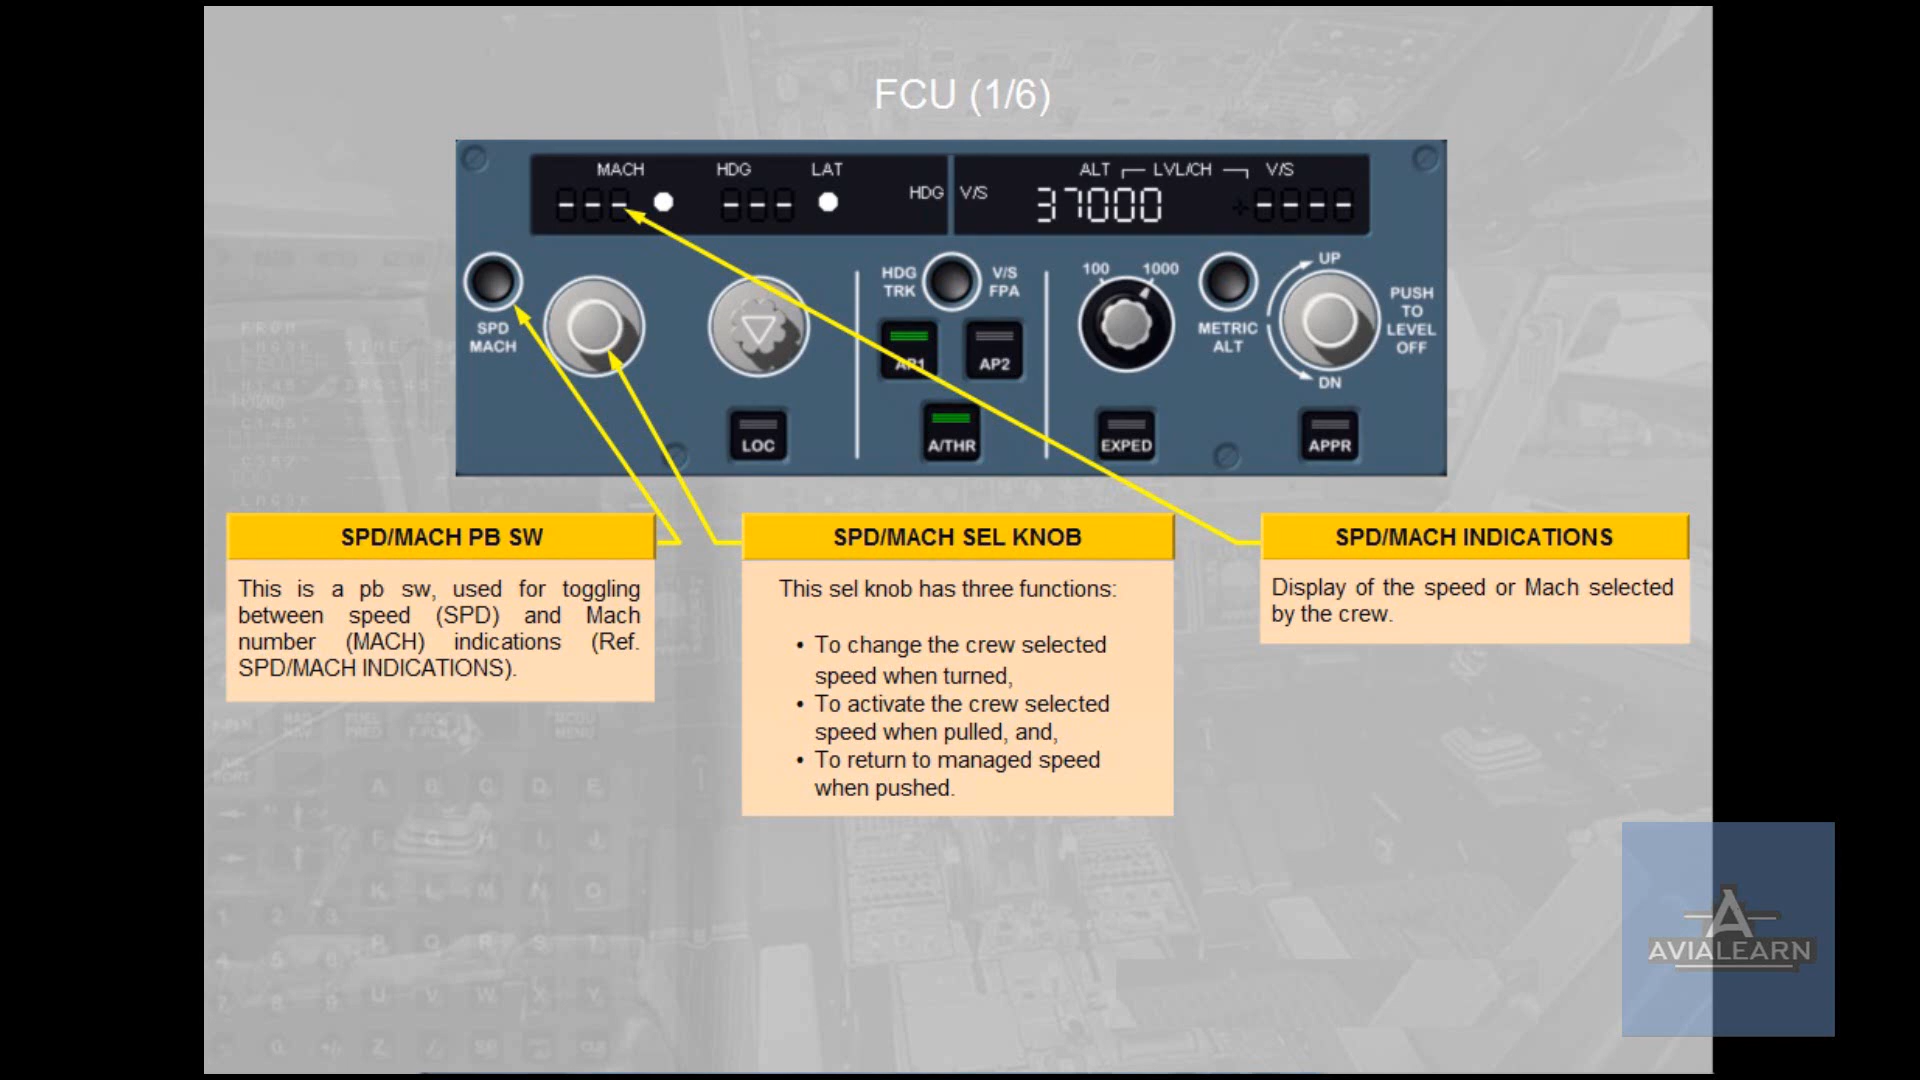 FCU (1/6)
MACH HDG LAT ALT LVL/CH V/S
--- --- HDG V/S 37000 ----
HDG TRK
V/S FPA
100 1000
UP
SPD
MACH
METRIC
ALT
PUSH
TO
LEVEL
OFF
AP1 AP2
DN
LOC A/THR EXPED APPR
SPD/MACH PB SW
This is a pb sw, used for toggling
between speed (SPD) and Mach
number (MACH) indications (Ref.
SPD/MACH INDICATIONS).
SPD/MACH SEL KNOB
This sel knob has three functions:
• To change the crew selected
speed when turned,
• To activate the crew selected
speed when pulled, and,
• To return to managed speed
when pushed.
SPD/MACH INDICATIONS
Display of the speed or Mach selected
by the crew.
AVIALEARN